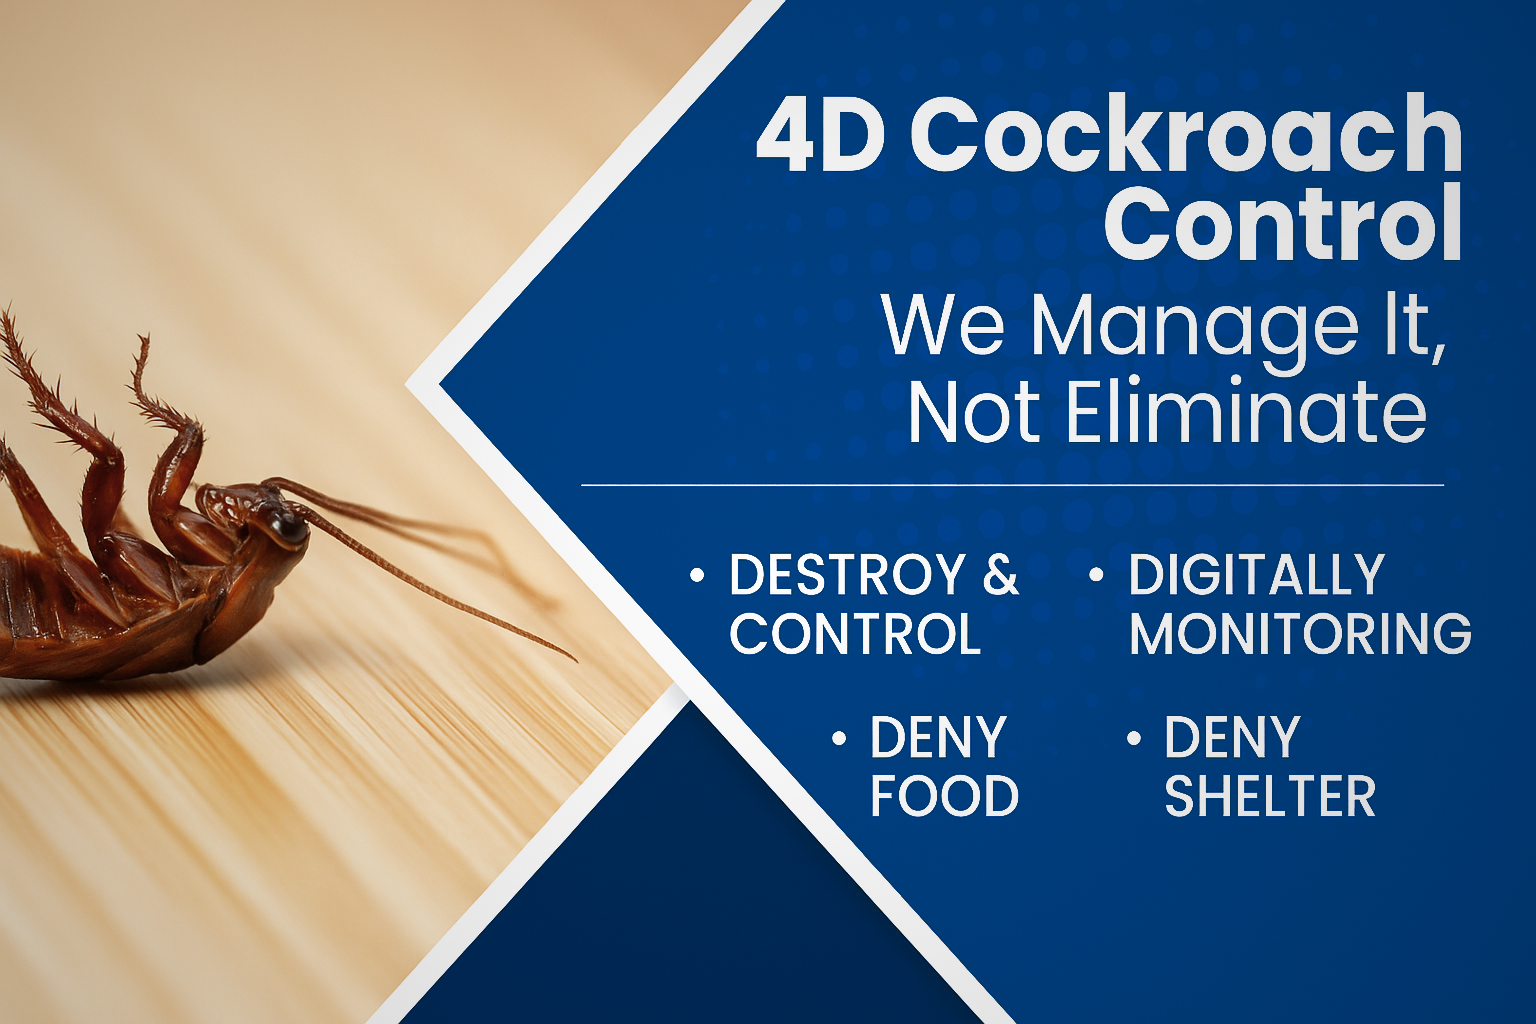 4D Cockroach
Control
We Manage It,
Not Eliminate
• DESTROY &
CONTROL
• DIGITALLY
MONITORING
• DENY
FOOD
• DENY
SHELTER